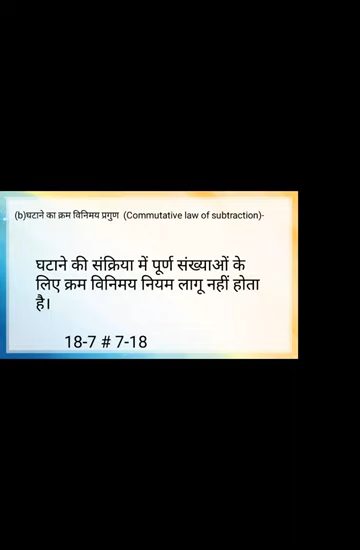 (b)घटाने का क्रम विनिमय प्रगुण (Commutative law of subtraction)-
घटाने की संक्रिया में पूर्ण संख्याओं के
लिए क्रम विनिमय नियम लागू नहीं होता
है।
18-7 # 7-18